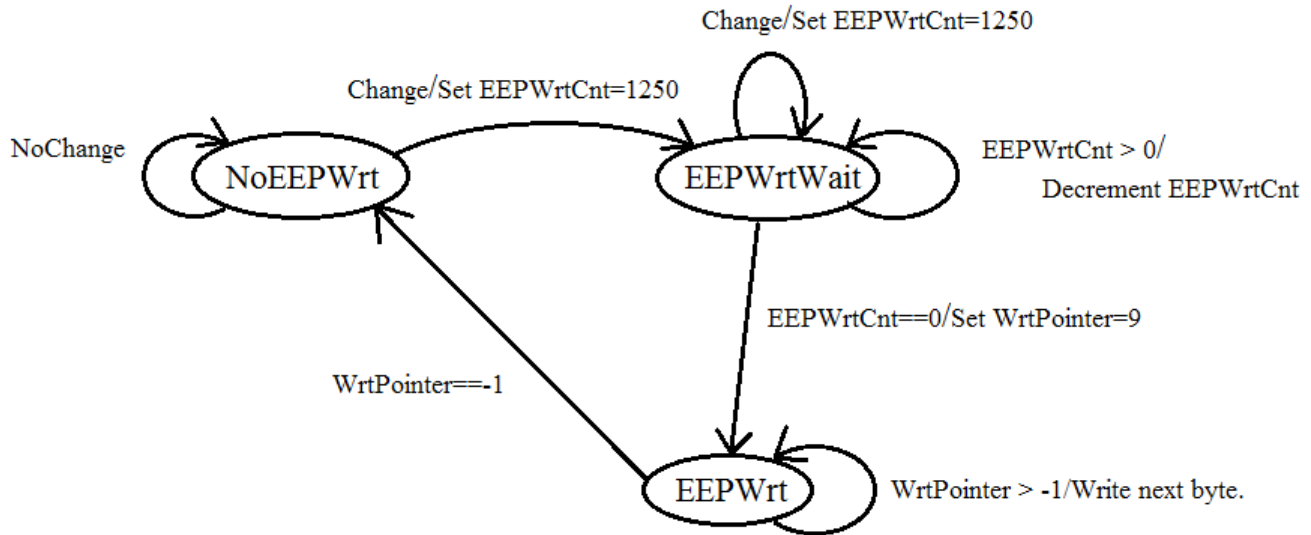 Change/Set EEPWrtCnt=1250
Change/Set EEPWrtCnt=1250
NoChange
NoEEPWrt
EEPWrtWait
EEPWrtCnt > 0/
Decrement EEPWrtCnt
EEPWrtCnt==0/Set WrtPointer=9
WrtPointer==-1
EEPWrt
WrtPointer > -1/Write next byte.